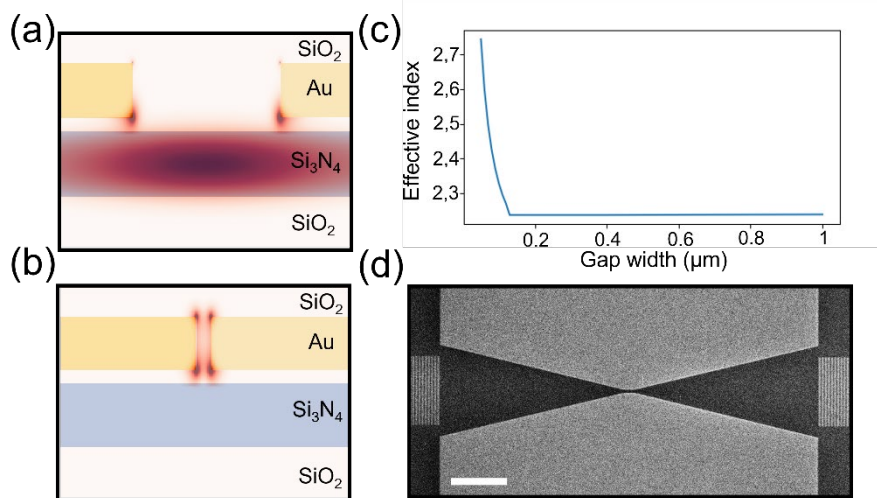 (a)
SiO₂
Au
Si₃N₄
SiO₂
(b)
SiO₂
Au
Si₃N₄
SiO₂
(c)
Effective index
2,7
2,6
2,5
2,4
2,3
0.2
0.4
0.6
0.8
1
Gap width (µm)
(d)